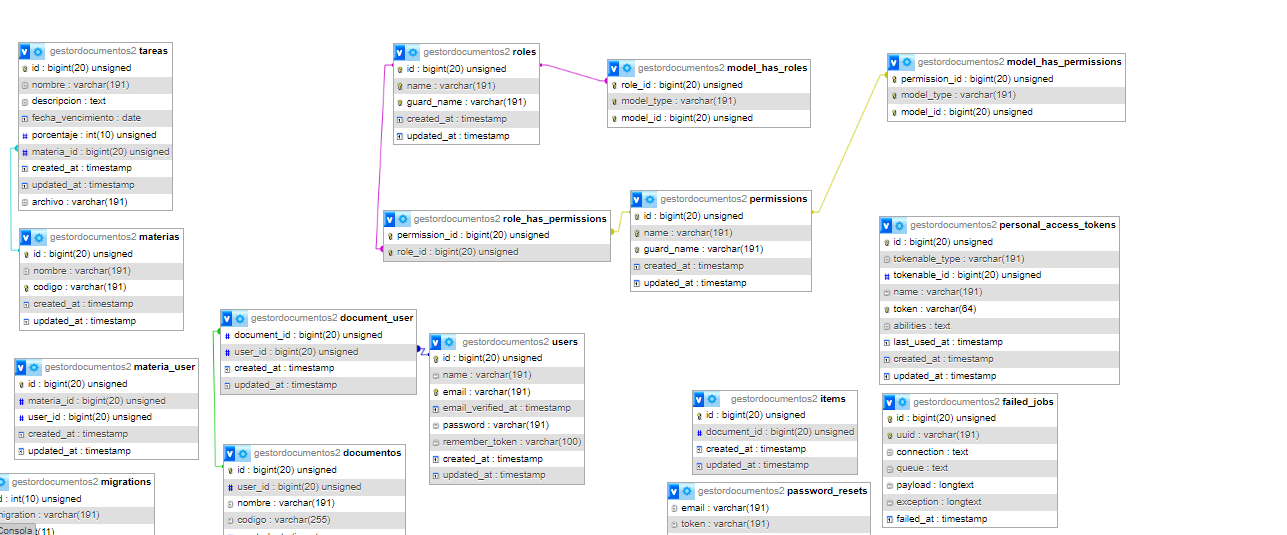 gestordocumentos2 tareas
id : bigint(20) unsigned
nombre : varchar(191)
descripcion : text
fecha_vencimiento : date
porcentaje : int(10) unsigned
materia_id : bigint(20) unsigned
created_at : timestamp
updated_at : timestamp
archivo : varchar(191)
gestordocumentos2 materias
id : bigint(20) unsigned
nombre : varchar(191)
codigo : varchar(191)
created_at : timestamp
updated_at : timestamp
gestordocumentos2 materia_user
id : bigint(20) unsigned
materia_id : bigint(20) unsigned
user_id : bigint(20) unsigned
created_at : timestamp
updated_at : timestamp
gestordocumentos2 migrations
: int(10) unsigned
igration : varchar(191)
Consola
(11)
gestordocumentos2 roles
id : bigint(20) unsigned
name : varchar(191)
guard_name : varchar(191)
created_at : timestamp
updated_at : timestamp
gestordocumentos2 role_has_permissions
permission_id : bigint(20) unsigned
role_id : bigint(20) unsigned
gestordocumentos2 document_user
document_id : bigint(20) unsigned
user_id : bigint(20) unsigned
created_at : timestamp
updated_at : timestamp
gestordocumentos2 documentos
id : bigint(20) unsigned
user_id : bigint(20) unsigned
nombre : varchar(191)
codigo : varchar(255)
gestordocumentos2 users
id : bigint(20) unsigned
name : varchar(191)
email : varchar(191)
email_verified_at : timestamp
password : varchar(191)
remember_token : varchar(100)
created_at : timestamp
updated_at : timestamp
gestordocumentos2 model_has_roles
role_id : bigint(20) unsigned
model_type : varchar(191)
model_id : bigint(20) unsigned
gestordocumentos2 permissions
id : bigint(20) unsigned
name : varchar(191)
guard_name : varchar(191)
created_at : timestamp
updated_at : timestamp
gestordocumentos2 items
id : bigint(20) unsigned
document_id : bigint(20) unsigned
created_at : timestamp
updated_at : timestamp
gestordocumentos2 password_resets
email : varchar(191)
token : varchar(191)
gestordocumentos2 model_has_permissions
permission_id : bigint(20) unsigned
model_type : varchar(191)
model_id : bigint(20) unsigned
gestordocumentos2 personal_access_tokens
id : bigint(20) unsigned
tokenable_type : varchar(191)
tokenable_id : bigint(20) unsigned
name : varchar(191)
token : varchar(64)
abilities : text
last_used_at : timestamp
created_at : timestamp
updated_at : timestamp
gestordocumentos2 failed_jobs
id : bigint(20) unsigned
uuid : varchar(191)
connection : text
queue : text
payload : longtext
exception : longtext
failed_at : timestamp